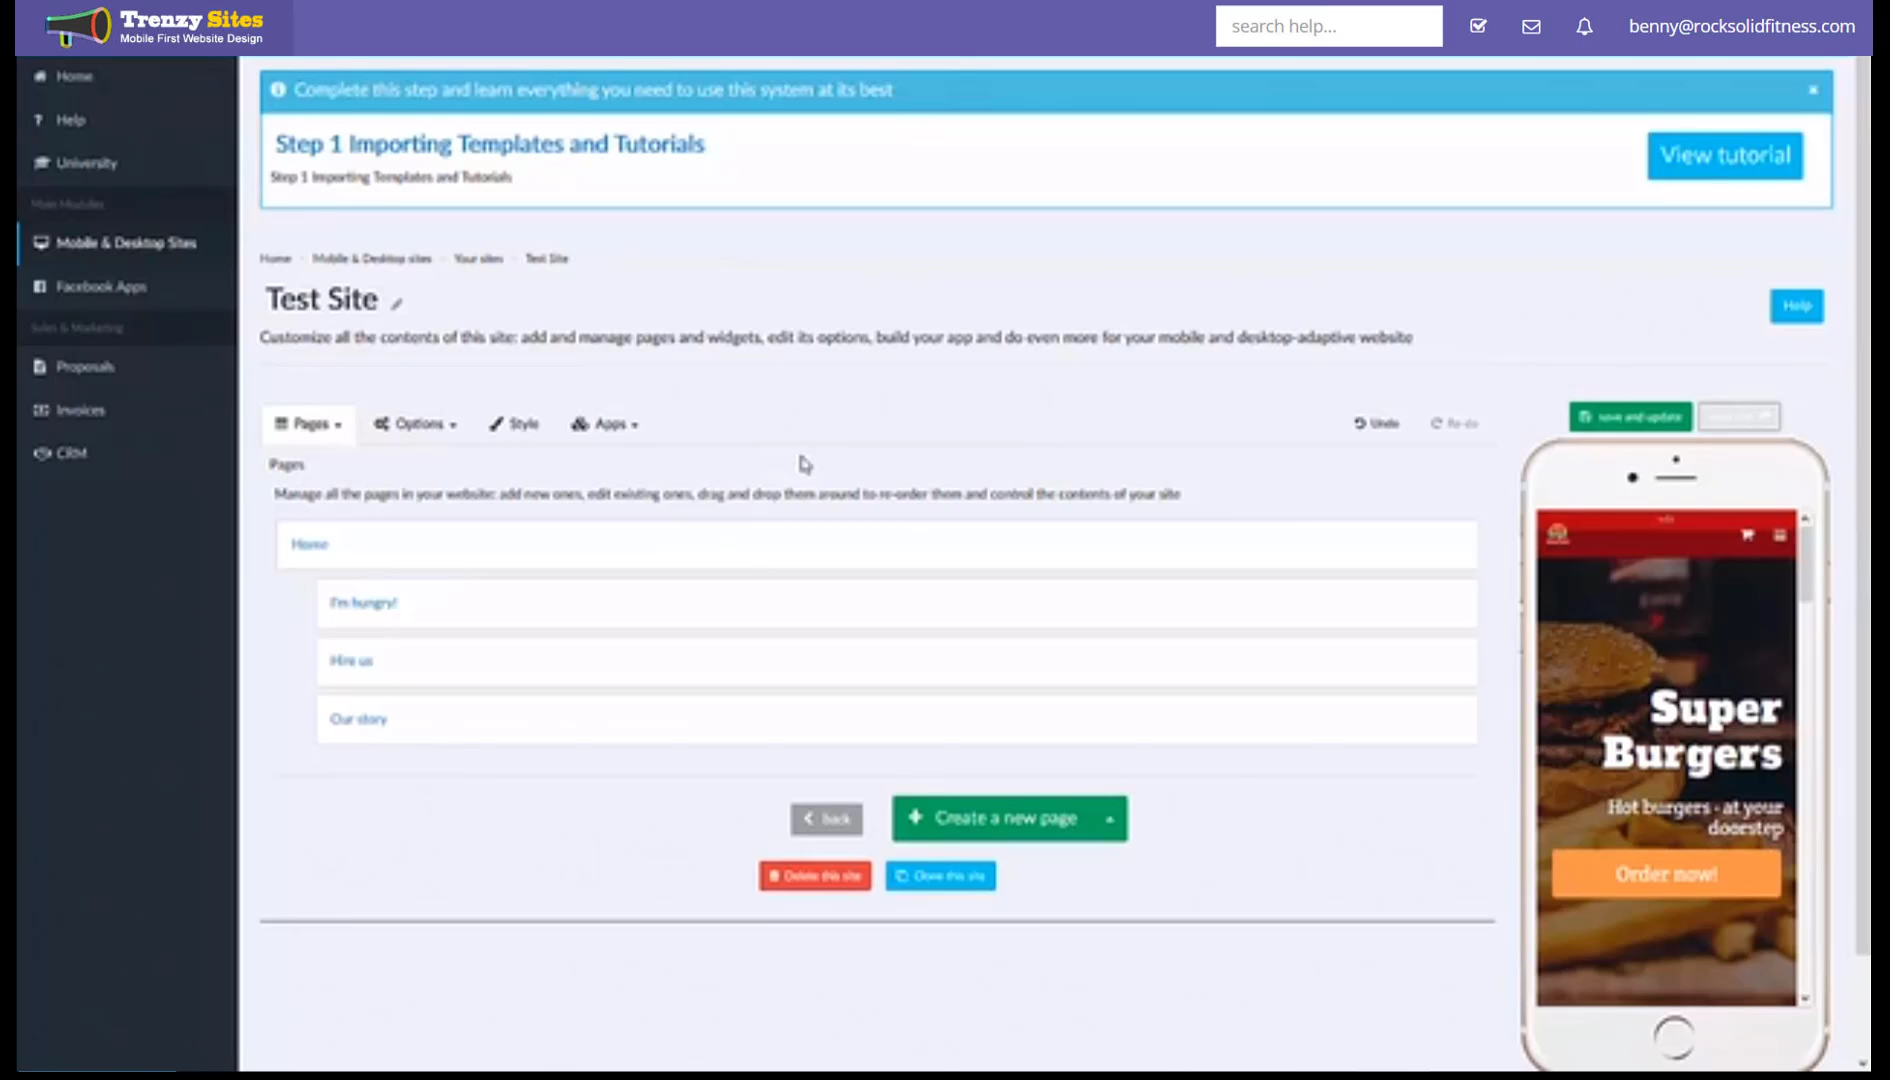 Trenzy Sites
Mobile First Website Design
search help...
benny@rocksolidfitness.com
Home
Help
University
Main Modules
Mobile & Desktop Sites
Facebook Apps
Sales & Marketing
Proposals
Invoices
CRM
Complete this step and learn everything you need to use this system at its best
Step 1 Importing Templates and Tutorials
Step 1 Importing Templates and Tutorials
View tutorial
Home Mobile & Desktop sites Your sites Test Site
Test Site
Help
Customize all the contents of this site: add and manage pages and widgets, edit its options, build your app and do even more for your mobile and desktop-adaptive website
Pages Options Style Apps Undo Re-do
save and update
Pages
Manage all the pages in your website: add new ones, edit existing ones, drag and drop them around to re-order them and control the contents of your site
Home
I'm hungry!
Hire us
Our story
back
Create a new page
Delete this site
Clone this site
Super
Burgers
Hot burgers - at your
doorstep
Order now!